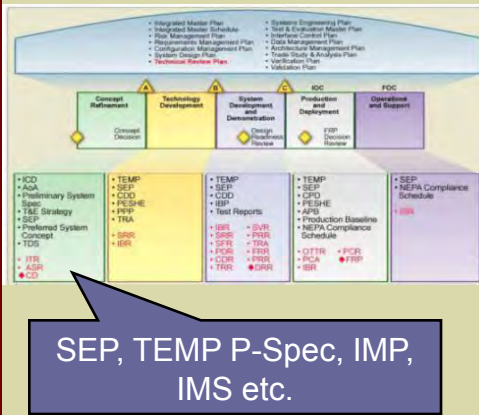 • Integrated Master Plan
• Integrated Master Schedule
• Risk Management Plan
• Requirements Management Plan
• Configuration Management Plan
• System Design Plan
• Technical Review Plan
• Systems Engineering Plan
• Test & Evaluation Master Plan
• Interface Control Plan
• Data Management Plan
• Architecture Management Plan
• Trade Study & Analysis Plan
• Verification Plan
• Validation Plan
A
B
C
IOC
FOC
Concept
Refinement
Concept
Decision
Technology
Development
System
Development
and
Demonstration
Design
Readiness
Review
Production
and
Deployment
FRP
Decision
Review
Operations
and Support
• ICD
• AoA
• Preliminary System
Spec
• T&E Strategy
• SEP
• Preferred System
Concept
• TDS
• ITR
• ASR
◆CD
• TEMP
• SEP
• CDD
• PESHE
• PPP
• TRA
• SRR
• IBR
• TEMP
• SEP
• CDD
• IBP
• Test Reports
• IBR
• SRR
• SFR
• PDR
• CDR
• TRR
• SVR
• PRR
• TRA
• FRR
• PRR
◆DRR
• TEMP
• SEP
• CPD
• PESHE
• APB
• Production Baseline
• NEPA Compliance
Schedule
• OTTR
• PCA
• IBR
• PCR
◆FRP
• SEP
• NEPA Compliance
Schedule
• ISR
SEP, TEMP P-Spec, IMP,
IMS etc.